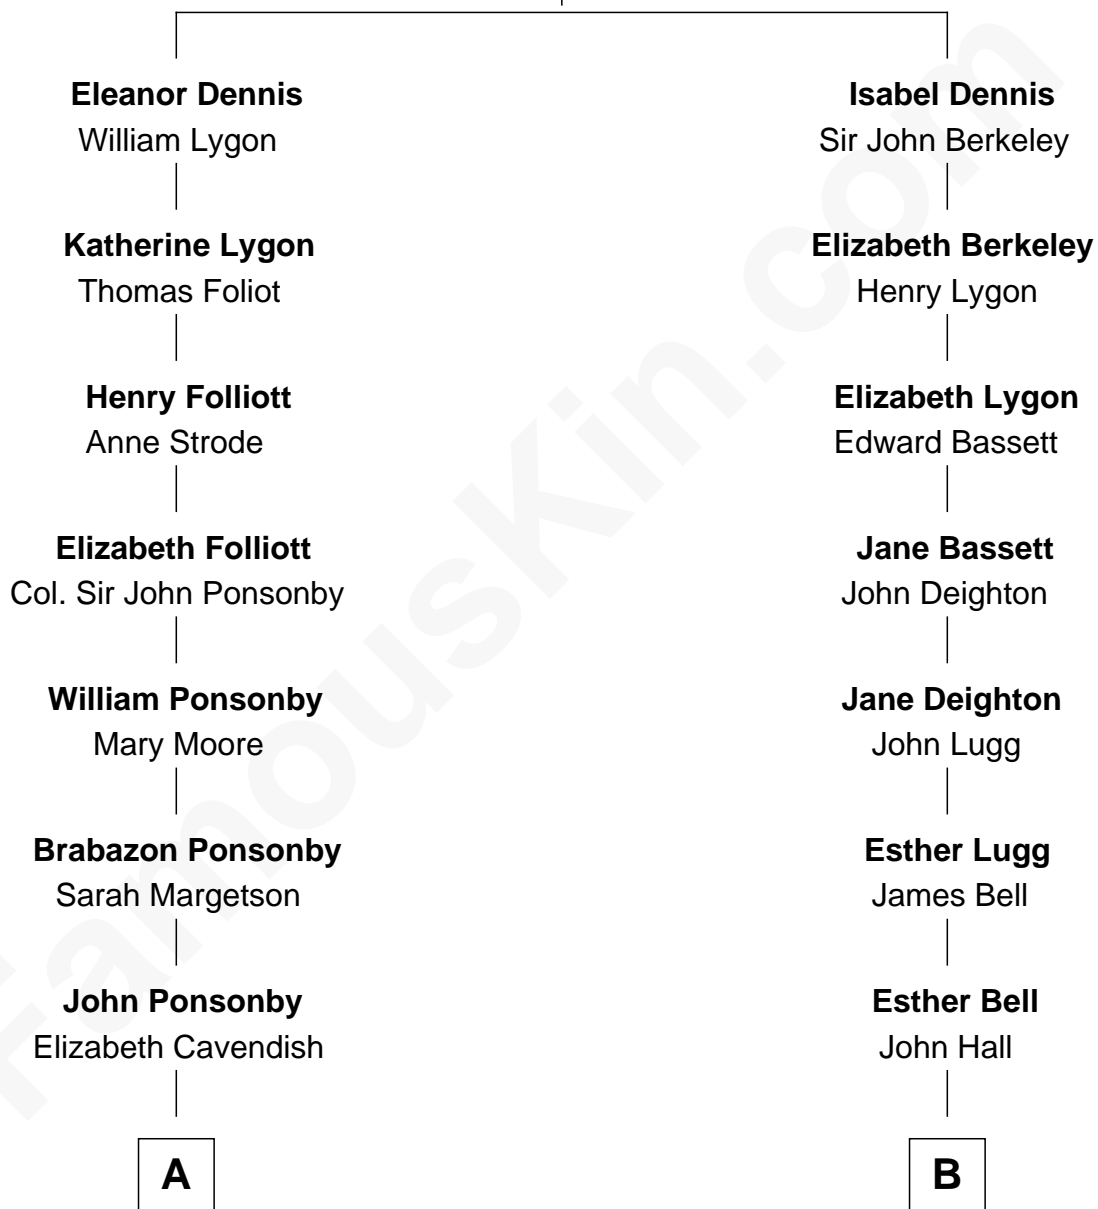 Eleanor Dennis
William Lygon
Katherine Lygon
Thomas Foliot
Henry Folliott
Anne Strode
Elizabeth Folliott
Col. Sir John Ponsonby
William Ponsonby
Mary Moore
Brabazon Ponsonby
Sarah Margetson
John Ponsonby
Elizabeth Cavendish
A
Isabel Dennis
Sir John Berkeley
Elizabeth Berkeley
Henry Lygon
Elizabeth Lygon
Edward Bassett
Jane Bassett
John Deighton
Jane Deighton
John Lugg
Esther Lugg
James Bell
Esther Bell
John Hall
B
FamousKin.com